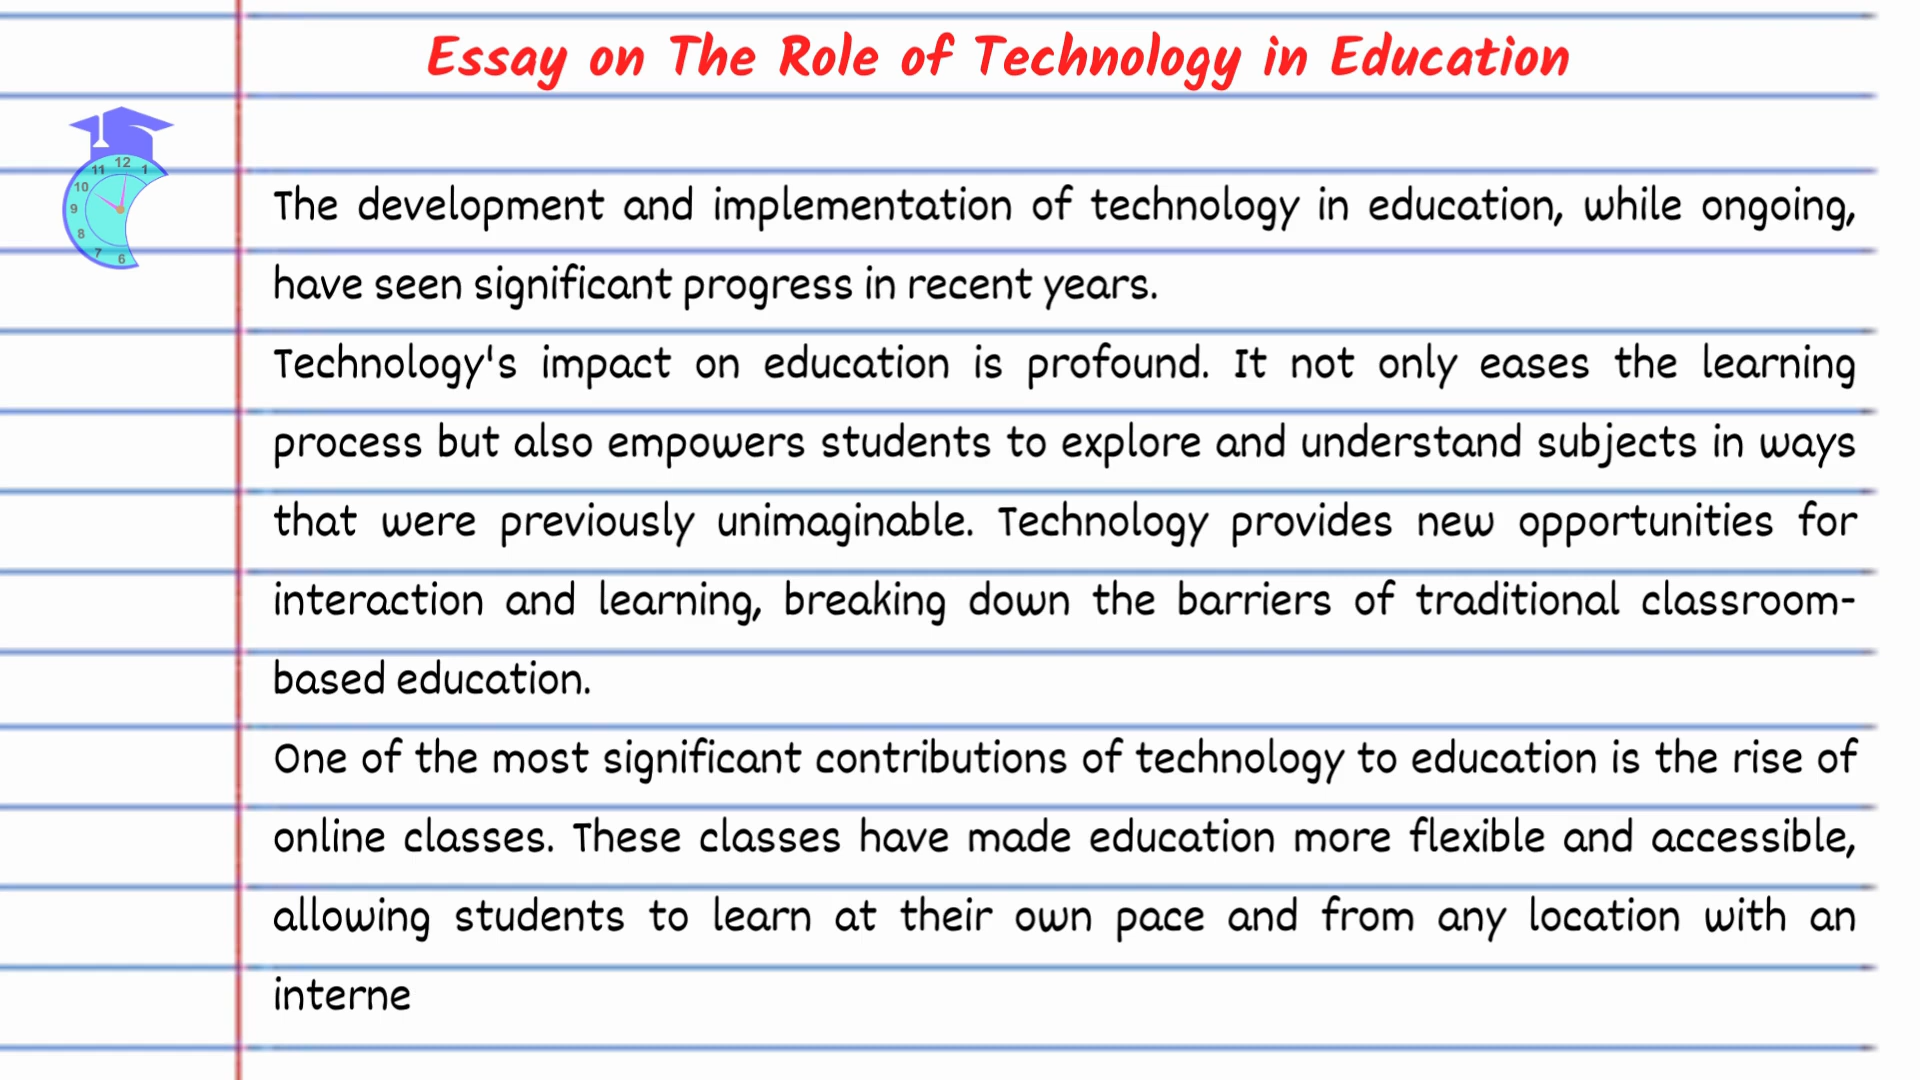 Essay on The Role of Technology in Education
12
11
1
10
9
8
7
6
The development and implementation of technology in education, while ongoing,
have seen significant progress in recent years.
Technology's impact on education is profound. It not only eases the learning
process but also empowers students to explore and understand subjects in ways
that were previously unimaginable. Technology provides new opportunities for
interaction and learning, breaking down the barriers of traditional classroom-
based education.
One of the most significant contributions of technology to education is the rise of
online classes. These classes have made education more flexible and accessible,
allowing students to learn at their own pace and from any location with an
interne